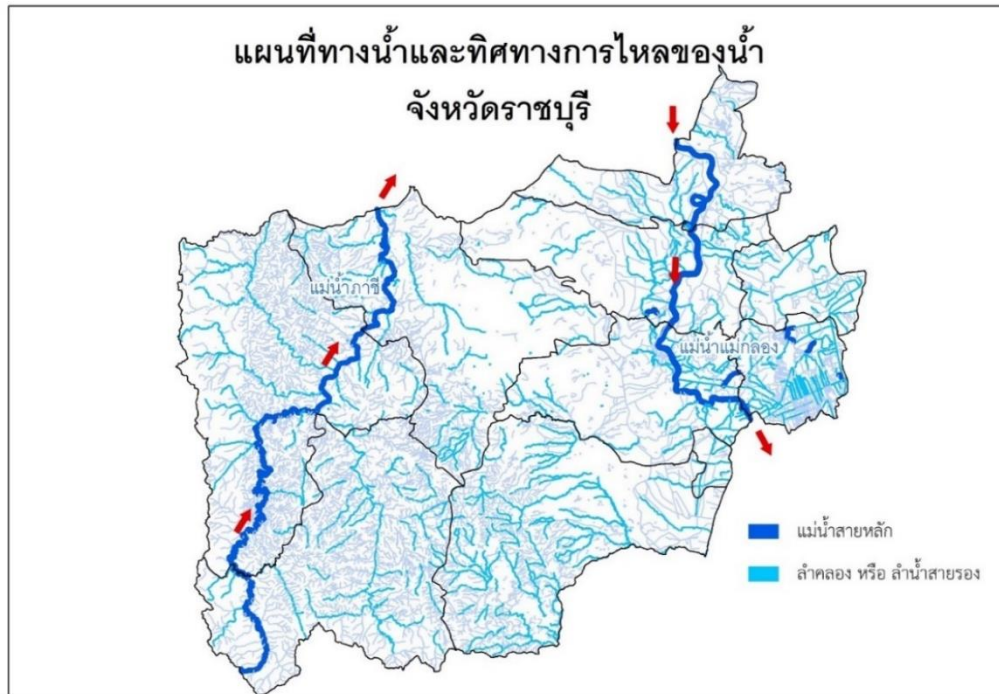 แผนที่ทางน้ำและทิศทางการไหลของน้ำ
จังหวัดราชบุรี
แม่น้ำภาชี
แม่น้ำแม่กลอง
แม่น้ำสายหลัก
ลำคลอง หรือ ลำน้ำสายรอง